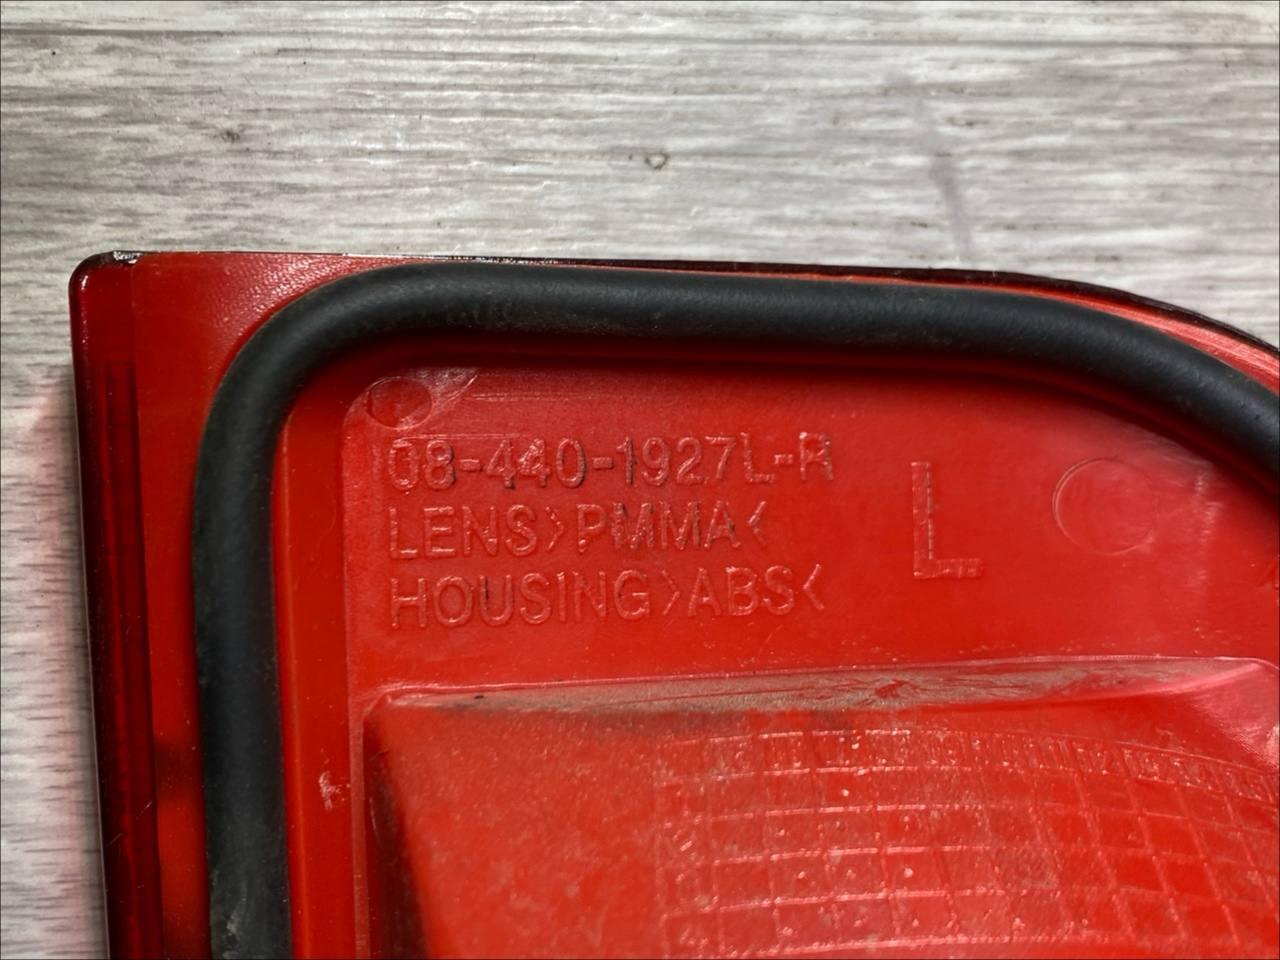 08-440-1927L-R
LENS>PMMA<
HOUSING>ABS<
L